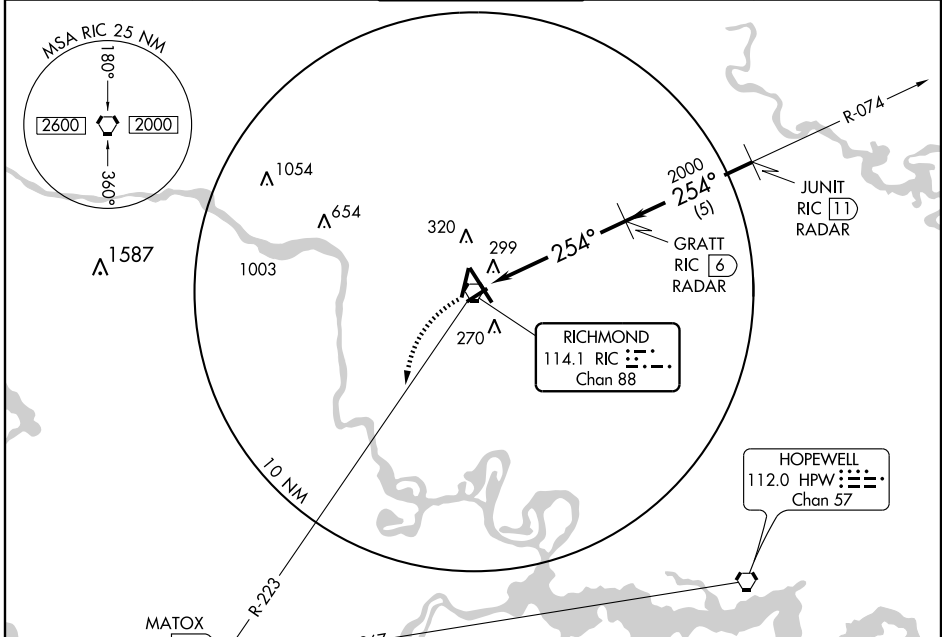 MSA RIC 25 NM
180°
2600
2000
360°
1587
1054
654
1003
320
299
270
R-074
2000
254°
(5)
254°
JUNIT
RIC 11
RADAR
GRATT
RIC 6
RADAR
RICHMOND
114.1 RIC
Chan 88
10 NM
HOPEWELL
112.0 HPW
Chan 57
R-223
MATOX